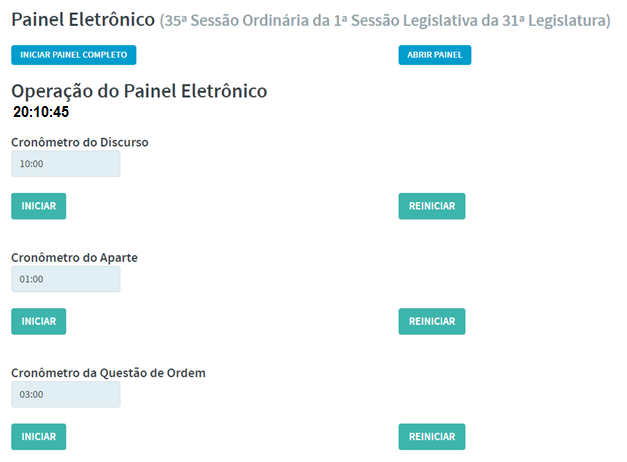 Painel Eletrônico (35ª Sessão Ordinária da 1ª Sessão Legislativa da 31ª Legislatura)
INICIAR PAINEL COMPLETO ABRIR PAINEL
Operação do Painel Eletrônico
20:10:45
Cronômetro do Discurso
10:00
INICIAR REINICIAR
Cronômetro do Aparte
01:00
INICIAR REINICIAR
Cronômetro da Questão de Ordem
03:00
INICIAR REINICIAR